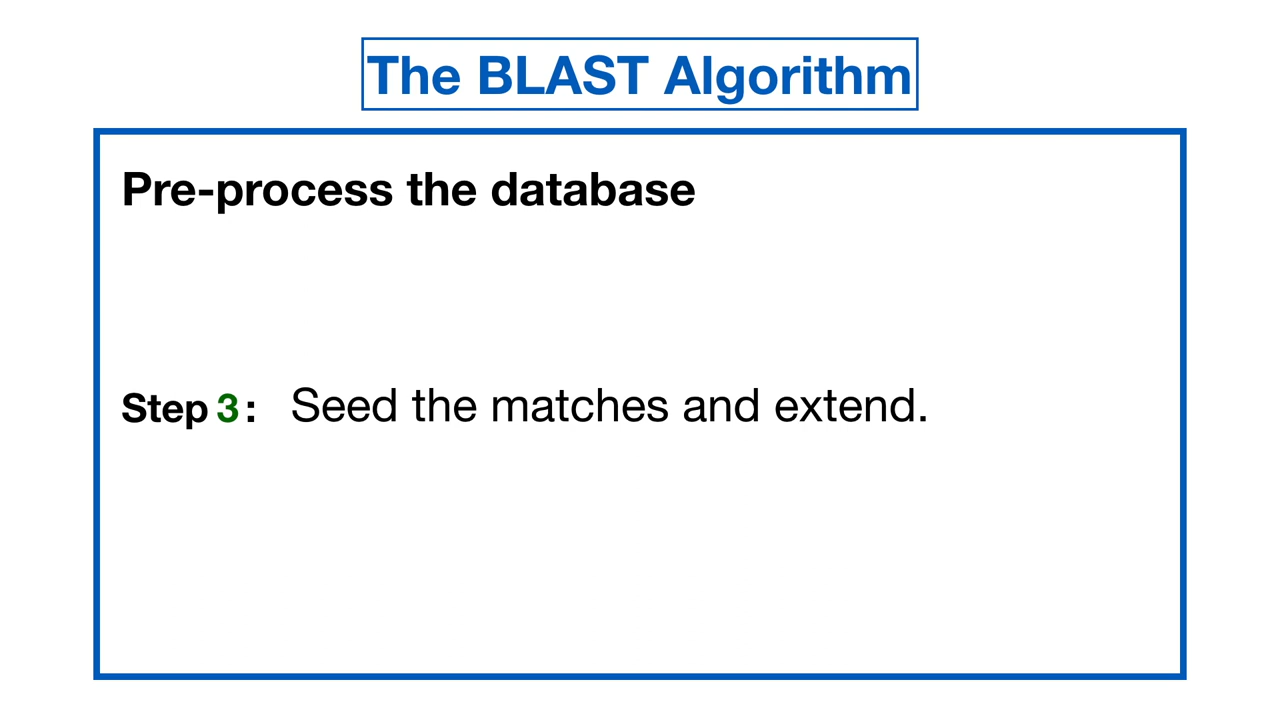 The BLAST Algorithm
Pre-process the database
Step 3: Seed the matches and extend.